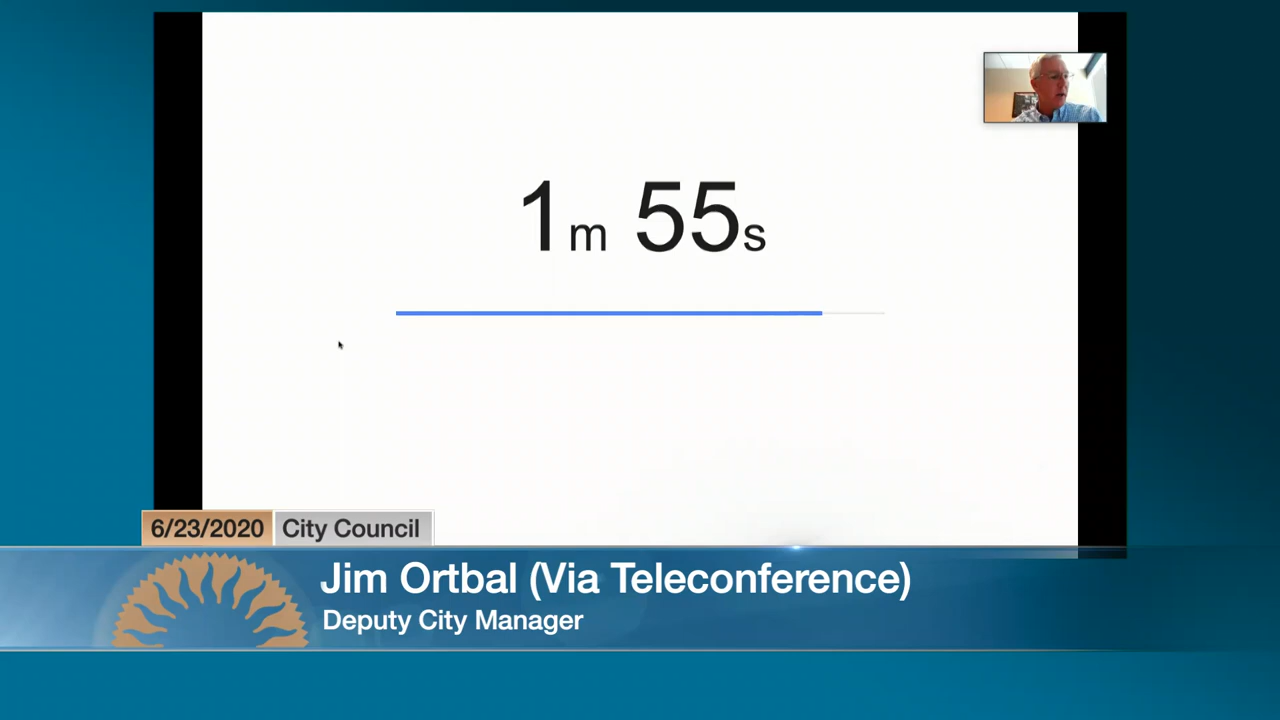 1m 55s
6/23/2020 City Council
Jim Ortbal (Via Teleconference)
Deputy City Manager